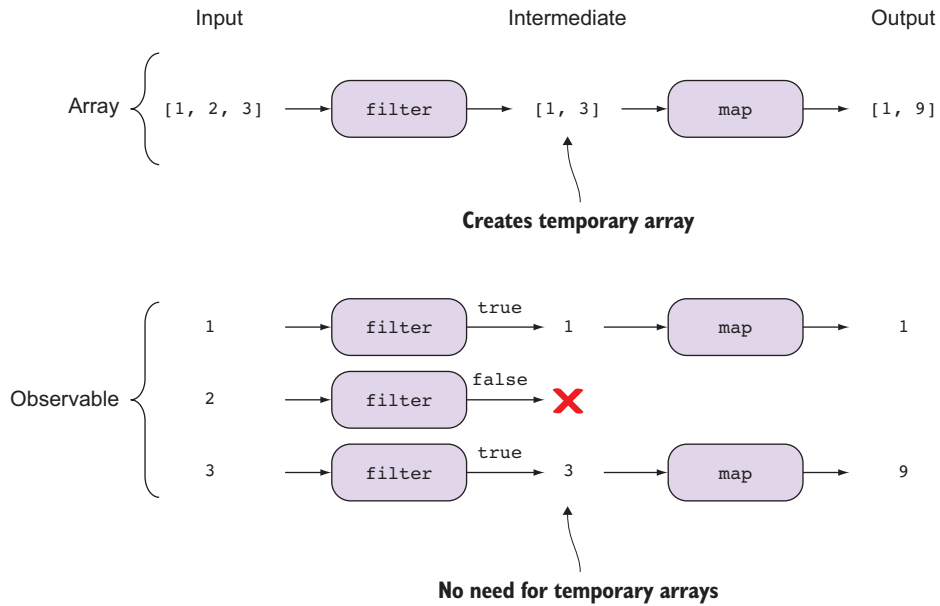 Input Intermediate Output
Array [1, 2, 3] filter [1, 3] map [1, 9]
Creates temporary array
true
1 filter 1 map 1
false
Observable 2 filter
true
3 filter 3 map 9
No need for temporary arrays